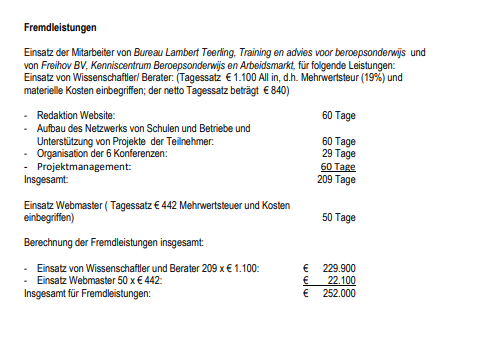 Fremdleistungen
Einsatz der Mitarbeiter von Bureau Lambert Teerling, Training en advies voor beroepsonderwijs und
von Freihov BV, Kenniscentrum Beroepsonderwijs en Arbeidsmarkt, für folgende Leistungen:
Einsatz von Wissenschaftler/ Berater: (Tagessatz € 1.100 All in, d.h. Mehrwertsteur (19%) und
materielle Kosten einbegriffen; der netto Tagessatz beträgt € 840)
- Redaktion Website: 60 Tage
- Aufbau des Netzwerks von Schulen und Betriebe und
Unterstützung von Projekte der Teilnehmer: 60 Tage
- Organisation der 6 Konferenzen: 29 Tage
- Projektmanagement: 60 Tage
Insgesamt: 209 Tage
Einsatz Webmaster ( Tagessatz € 442 Mehrwertsteuer und Kosten
einbegriffen) 50 Tage
Berechnung der Fremdleistungen insgesamt:
- Einsatz von Wissenschaftler und Berater 209 x € 1.100: € 229.900
- Einsatz Webmaster 50 x € 442: € 22.100
Insgesamt für Fremdleistungen: € 252.000